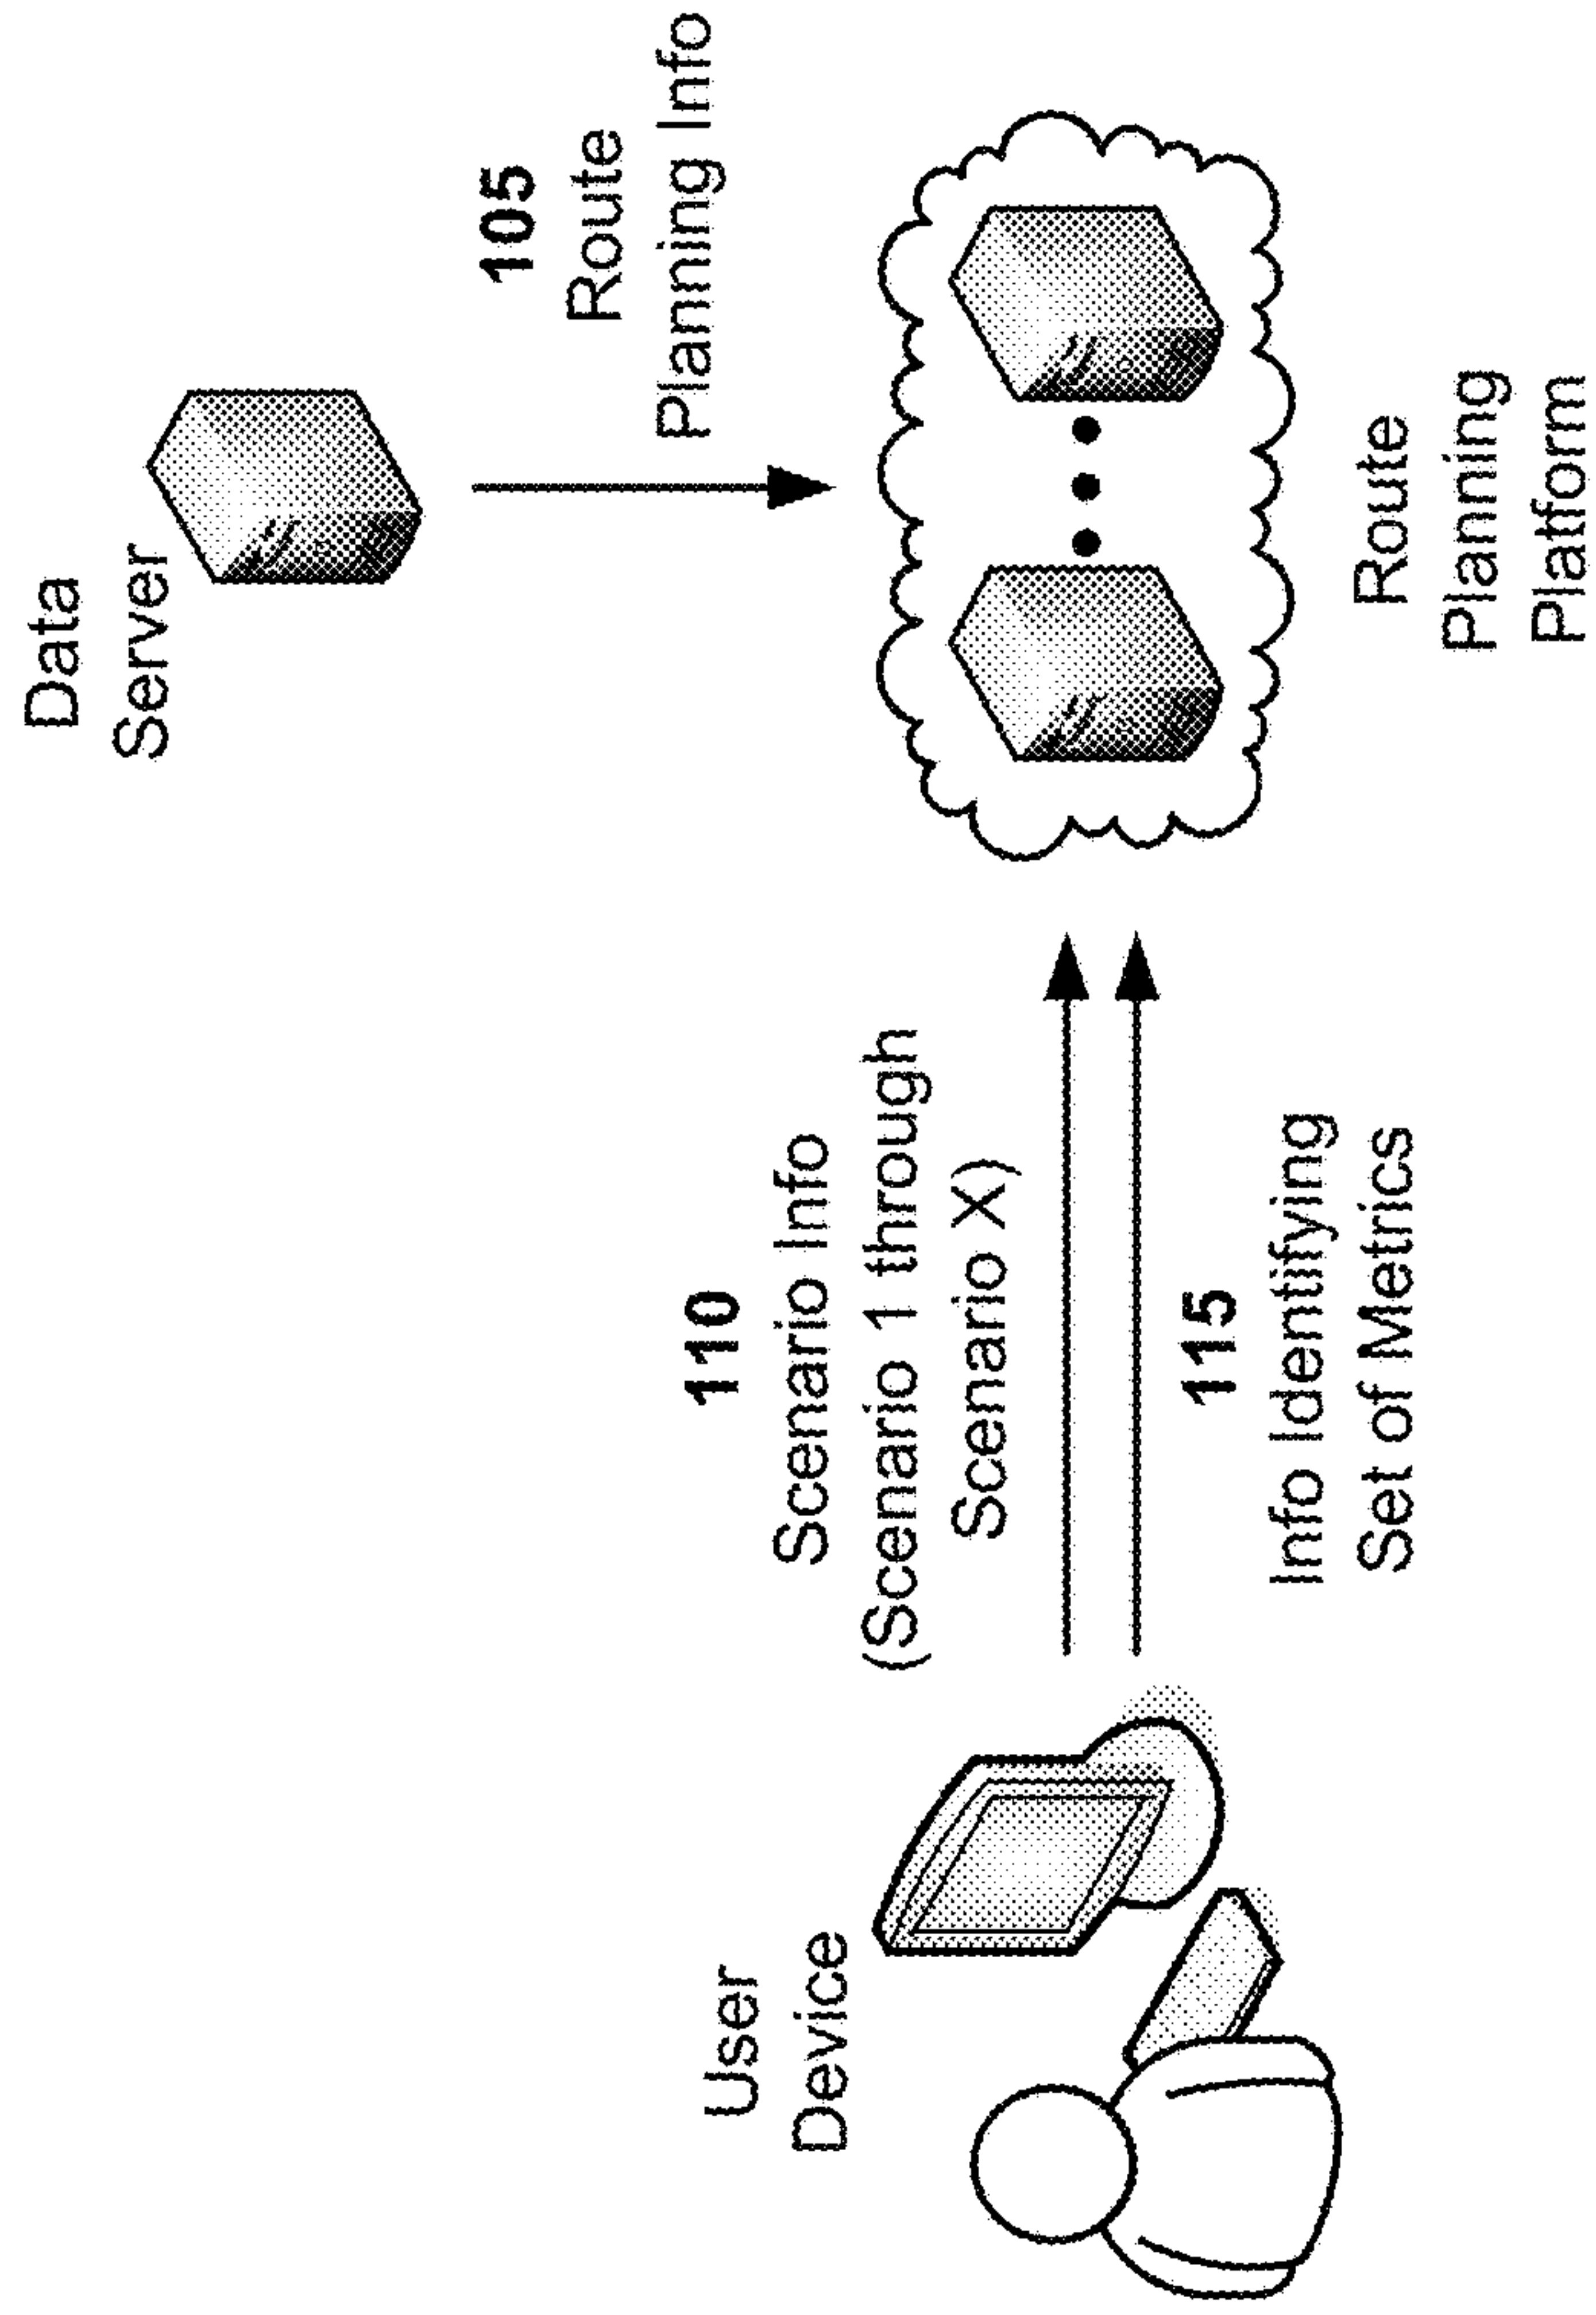 Data
Server
105
Route
Planning Info
User
Device
110
Scenario Info
(Scenario 1 through
Scenario X)
115
Info Identifying
Set of Metrics
Route
Planning
Platform